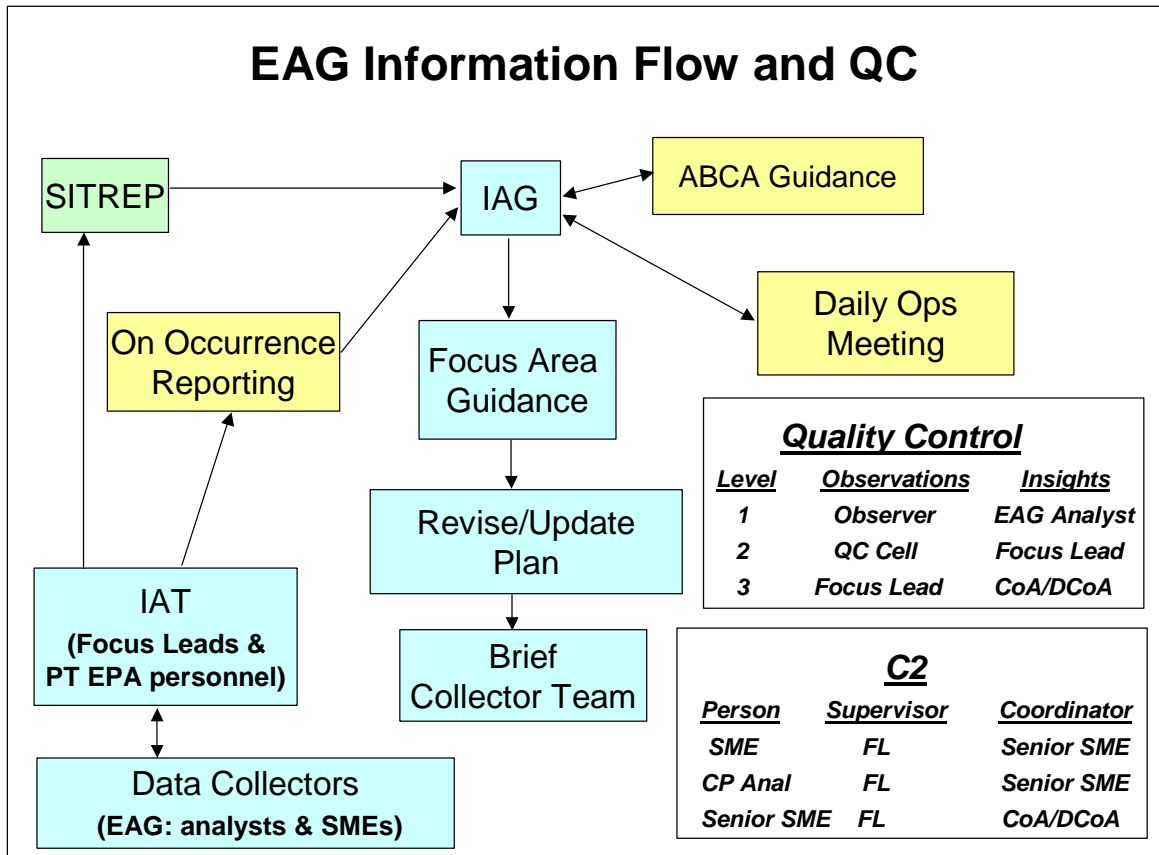 EAG Information Flow and QC
SITREP
IAG
ABCA Guidance
On Occurrence
Reporting
Focus Area
Guidance
Daily Ops
Meeting
Revise/Update
Plan
IAT
(Focus Leads &
PT EPA personnel)
Brief
Collector Team
Data Collectors
(EAG: analysts & SMEs)
Quality Control
Level Observations Insights
1 Observer EAG Analyst
2 QC Cell Focus Lead
3 Focus Lead CoA/DCoA
C2
Person Supervisor Coordinator
SME FL Senior SME
CP Anal FL Senior SME
Senior SME FL CoA/DCoA